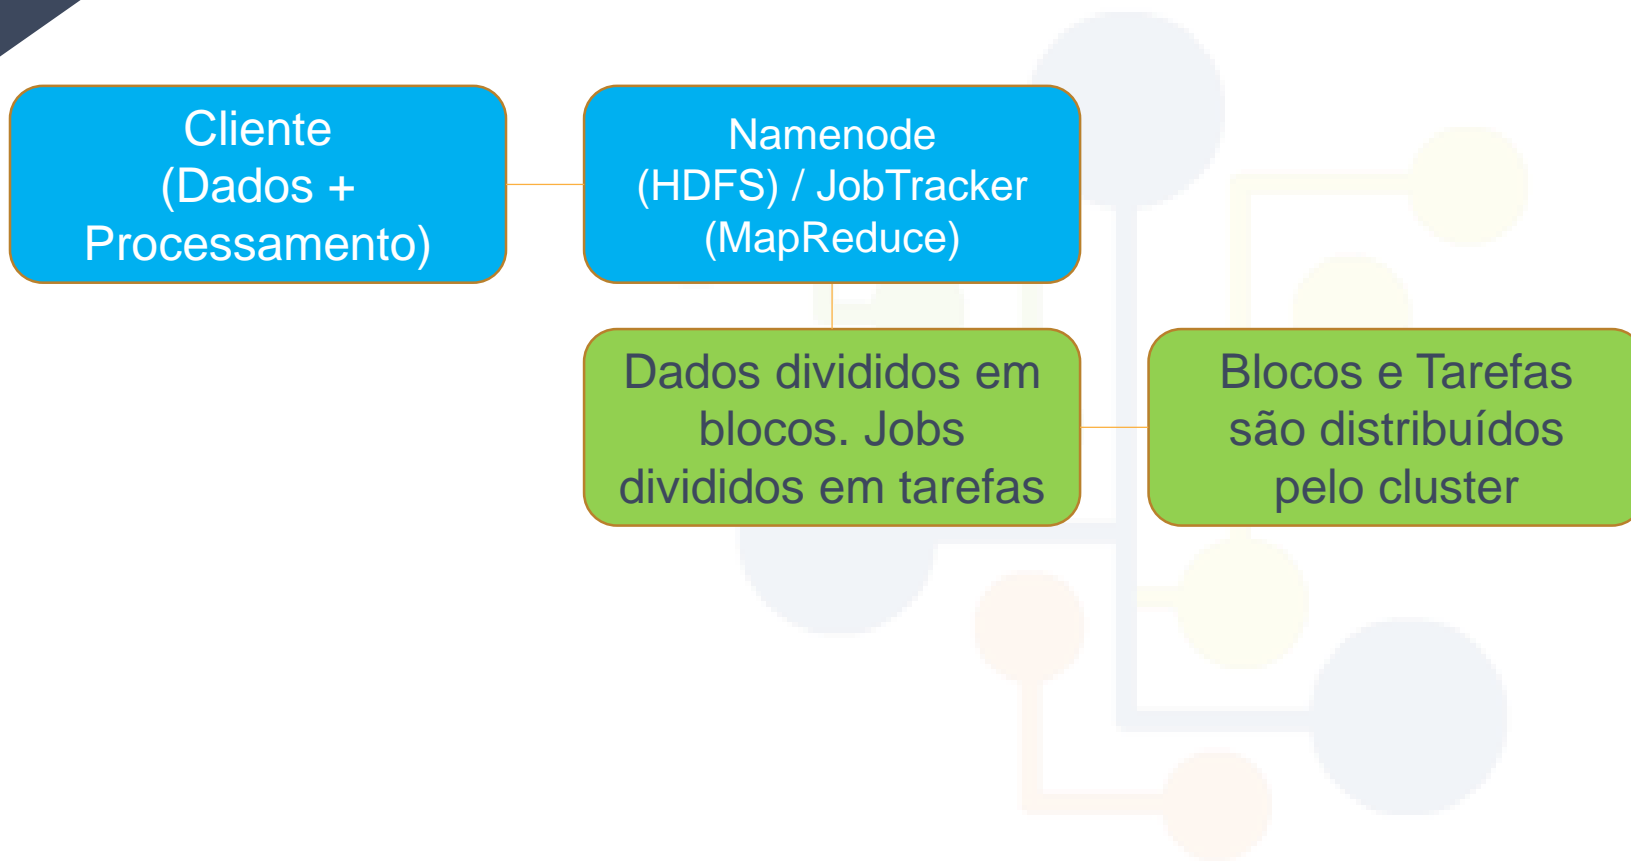 Cliente
(Dados +
Processamento)
Namenode
(HDFS) / JobTracker
(MapReduce)
Dados divididos em
blocos. Jobs
divididos em tarefas
Blocos e Tarefas
são distribuídos
pelo cluster